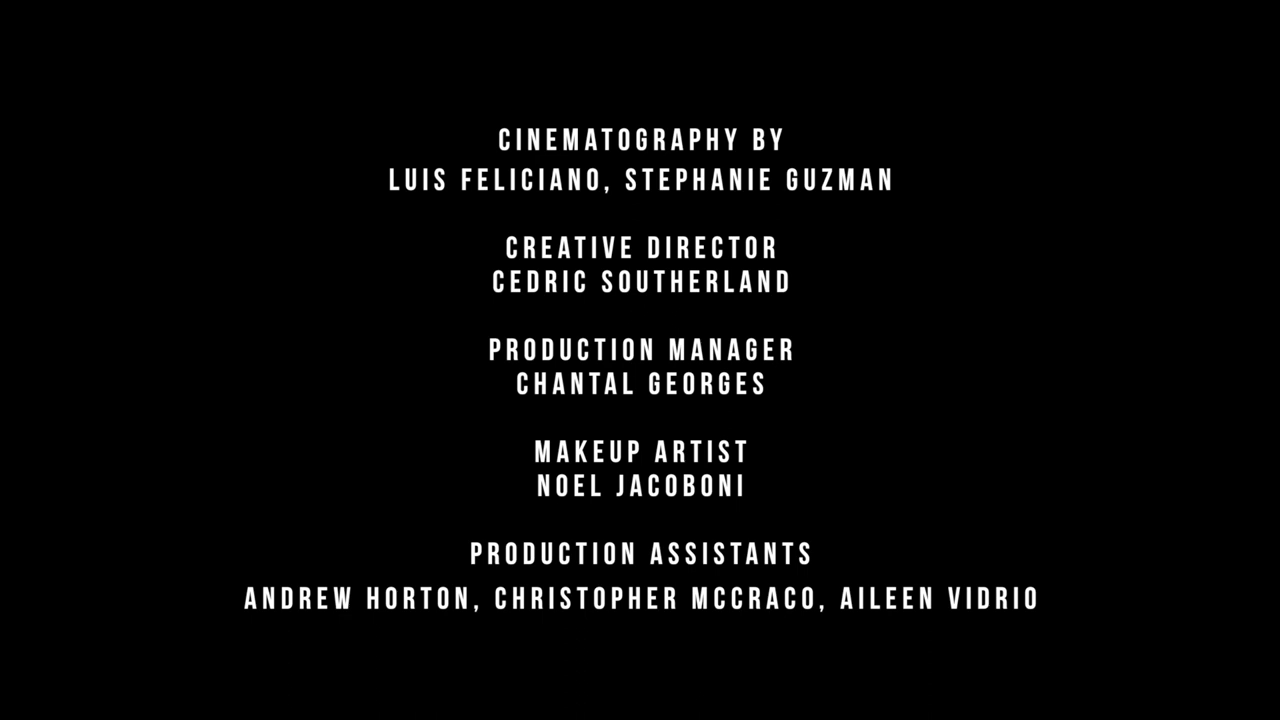 CINEMATOGRAPHY BY
LUIS FELICIANO, STEPHANIE GUZMAN
CREATIVE DIRECTOR
CEDRIC SOUTHERLAND
PRODUCTION MANAGER
CHANTAL GEORGES
MAKEUP ARTIST
NOEL JACOBONI
PRODUCTION ASSISTANTS
ANDREW HORTON, CHRISTOPHER MCCRACO, AILEEN VIDRIO